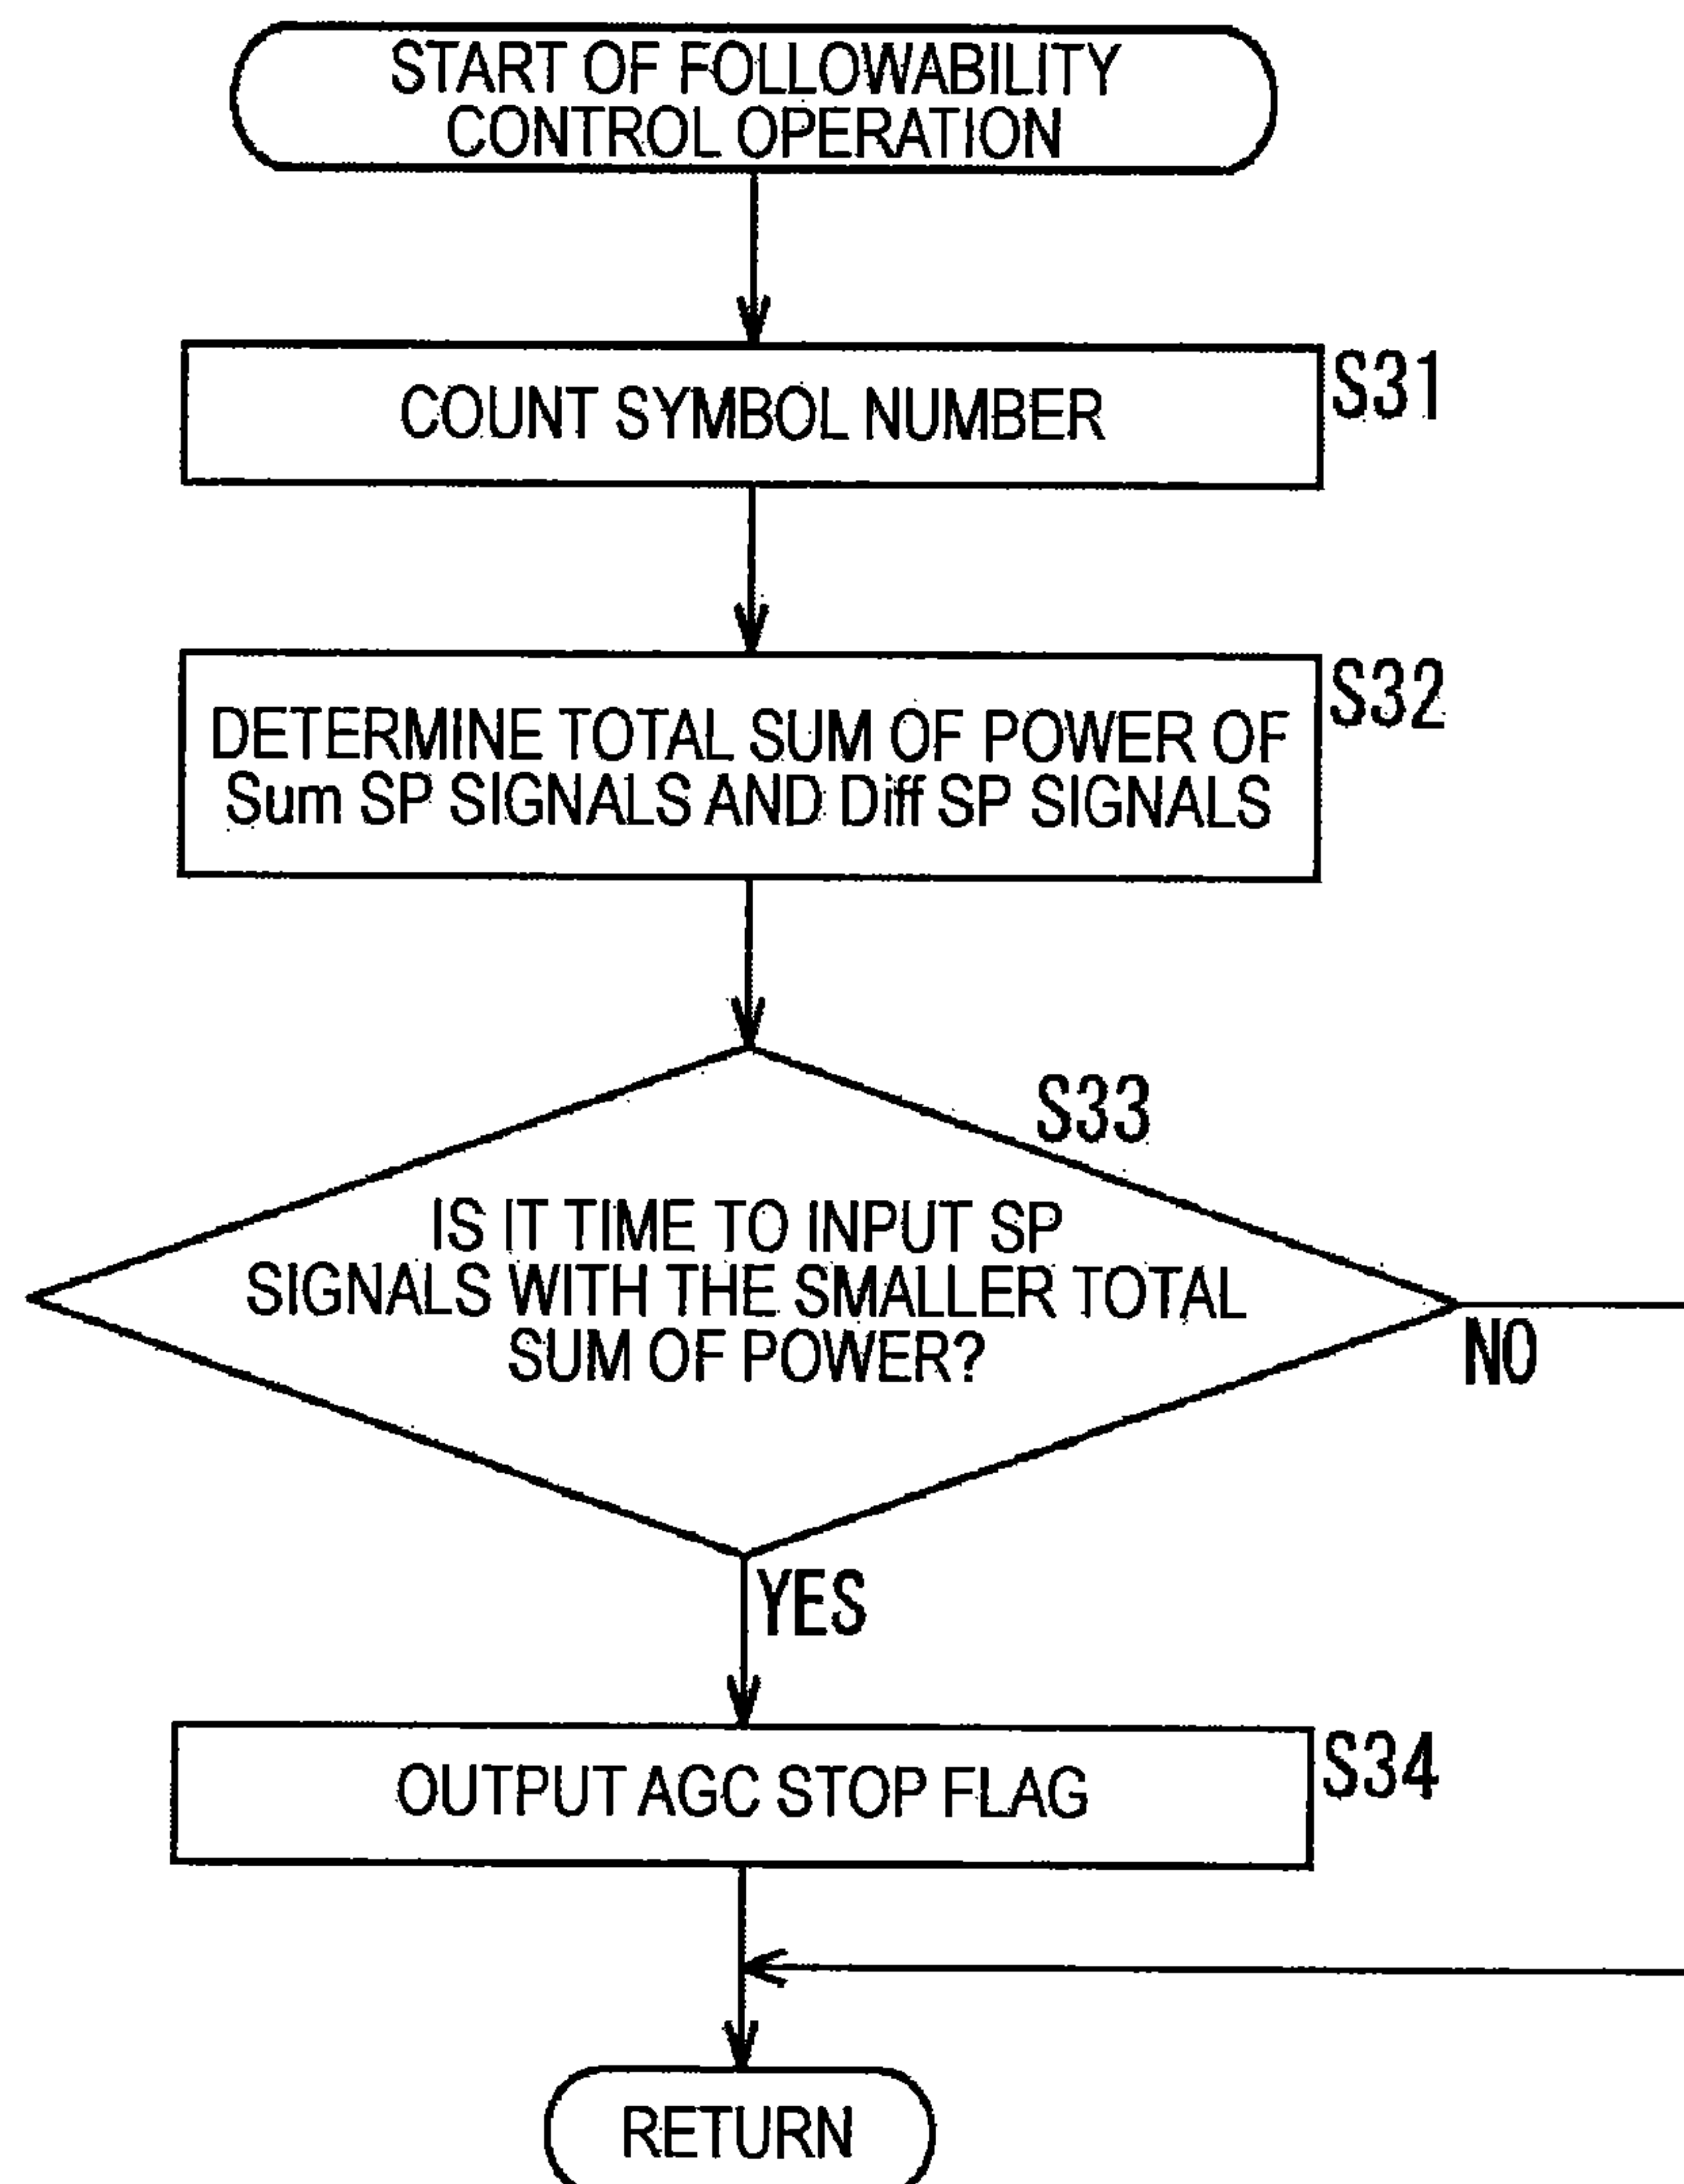 START OF FOLLOWABILITY
CONTROL OPERATION
COUNT SYMBOL NUMBER
S31
DETERMINE TOTAL SUM OF POWER OF
Sum SP SIGNALS AND Diff SP SIGNALS
S32
S33
IS IT TIME TO INPUT SP
SIGNALS WITH THE SMALLER TOTAL
SUM OF POWER?
NO
YES
OUTPUT AGC STOP FLAG
S34
RETURN